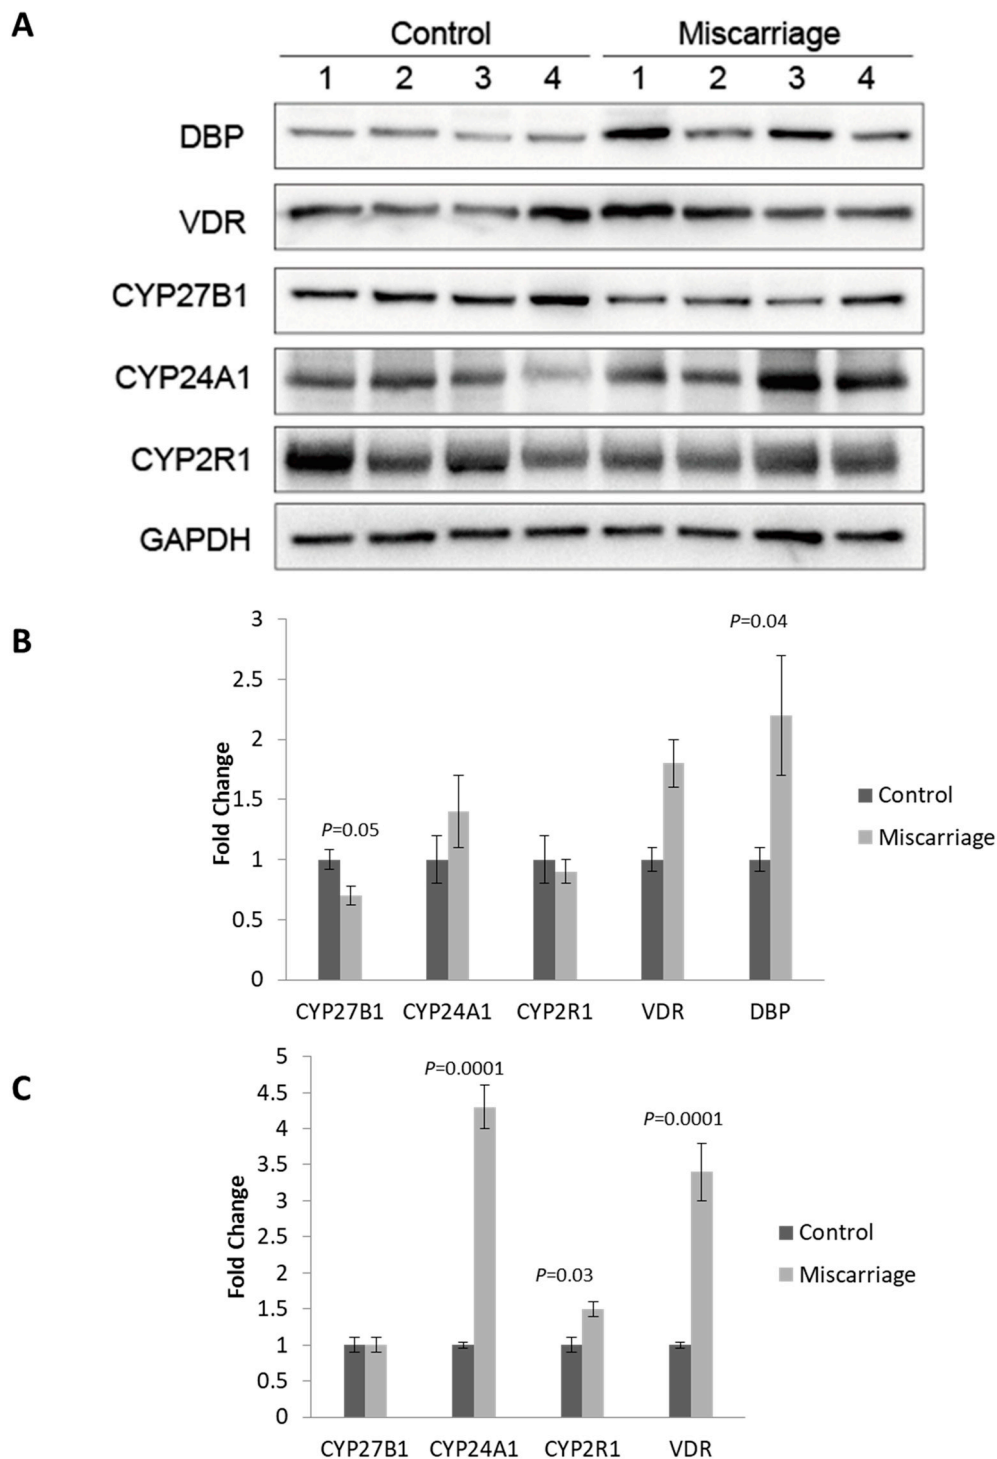 A
Control Miscarriage
1 2 3 4 1 2 3 4
DBP
VDR
CYP27B1
CYP24A1
CYP2R1
GAPDH
B
3
2.5
2
1.5
1
0.5
0
Fold Change
P=0.05
P=0.04
CYP27B1 CYP24A1 CYP2R1 VDR DBP
Control
Miscarriage
C
5
4.5
4
3.5
3
2.5
2
1.5
1
0.5
0
Fold Change
P=0.0001
P=0.03
P=0.0001
CYP27B1 CYP24A1 CYP2R1 VDR
Control
Miscarriage